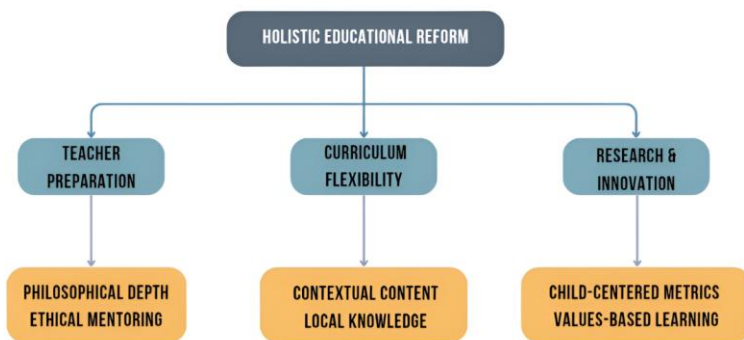 HOLISTIC EDUCATIONAL REFORM
TEACHER
PREPARATION
CURRICULUM
FLEXIBILITY
RESEARCH &
INNOVATION
PHILOSOPHICAL DEPTH
ETHICAL MENTORING
CONTEXTUAL CONTENT
LOCAL KNOWLEDGE
CHILD-CENTERED METRICS
VALUES-BASED LEARNING